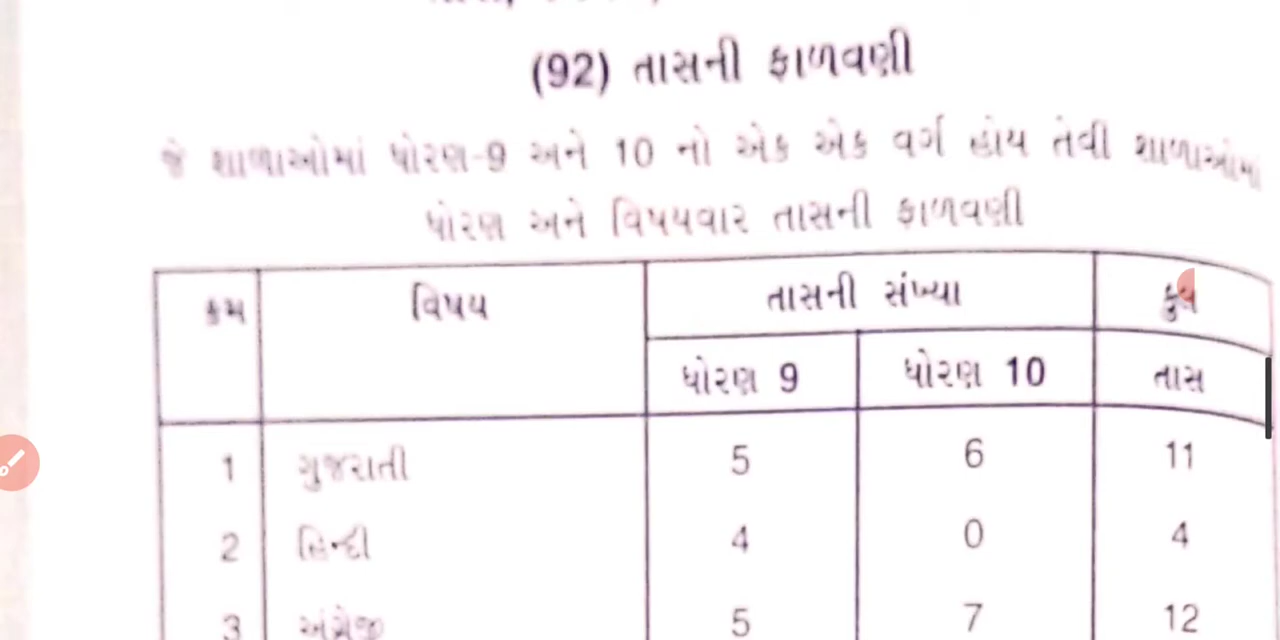 (92) તાસની ફાળવણી
જે શાળાઓમાં ધોરણ-9 અને 10 નો એક એક વર્ગ હોય તેવી શાળાઓમાં
ધોરણ અને વિષયવાર તાસની ફાળવણી
ક્રમ વિષય તાસની સંખ્યા કુલ
ધોરણ 9 ધોરણ 10 તાસ
1 ગુજરાતી 5 6 11
2 હિન્દી 4 0 4
3 અંગ્રેજી 5 7 12